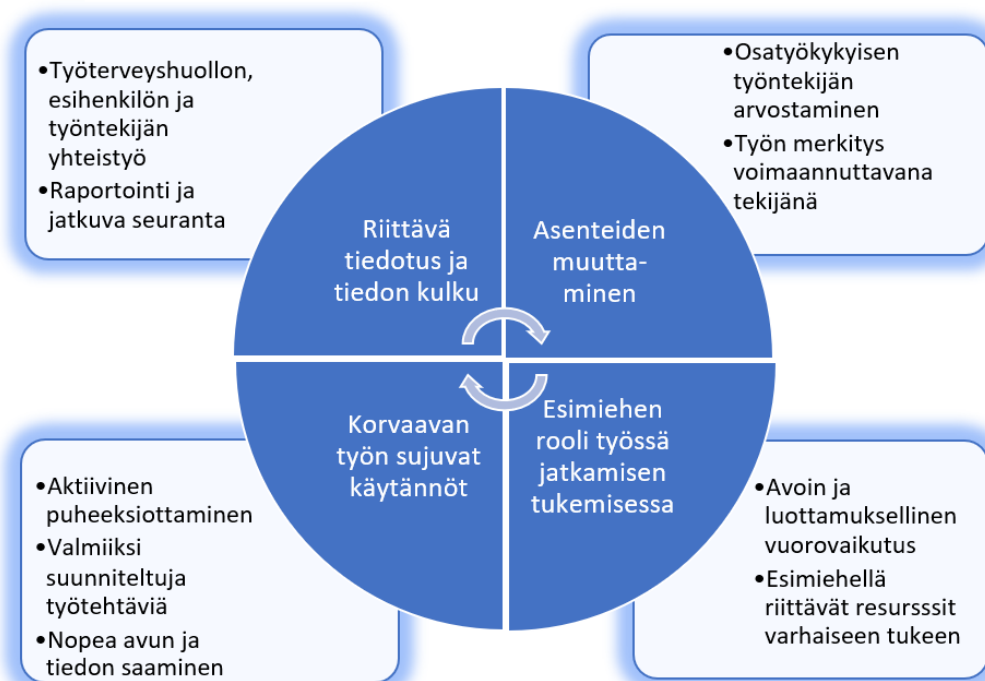 •Työterveyshuollon,
esihenkilön ja
työntekijän
yhteistyö
•Raportointi ja
jatkuva seuranta
•Osatyökykyisen
työntekijän
arvostaminen
•Työn merkitys
voimaannuttavana
tekijänä
Riittävä
tiedotus ja
tiedon kulku
Asenteiden
muutta-
minen
Korvaavan
työn sujuvat
käytännöt
Esimiehen
rooli työssä
jatkamisen
tukemisessa
•Aktiivinen
puheeksiottaminen
•Valmiiksi
suunniteltuja
työtehtäviä
•Nopea avun ja
tiedon saaminen
•Avoin ja
luottamuksellinen
vuorovaikutus
•Esimiehellä
riittävät resursssit
varhaiseen tukeen